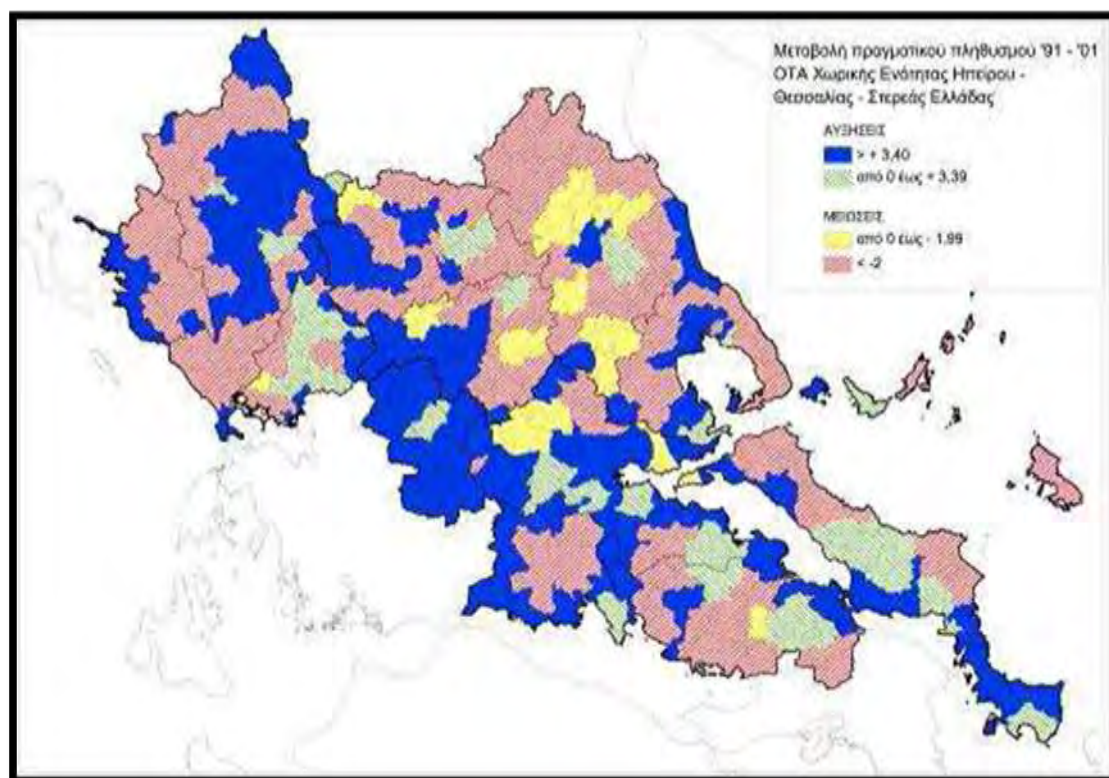 Μεταβολή πραγματικού πληθυσμού '91 - '01
ΟΤΑ Χωρικής Ενότητας Ηπείρου -
Θεσσαλίας - Στερεάς Ελλάδας
ΑΥΞΗΣΕΙΣ
> + 3,40
από 0 έως + 3,39
ΜΕΙΩΣΕΙΣ
από 0 έως - 1,99
< -2